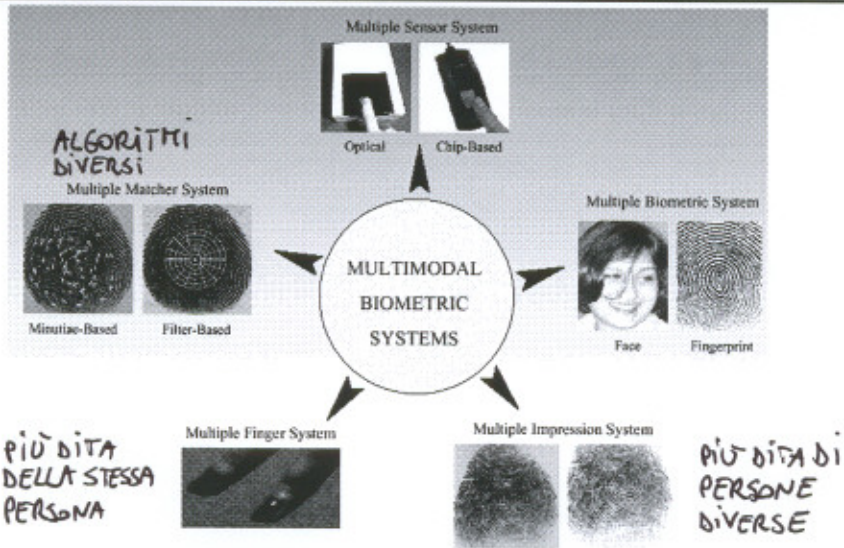 Multiple Sensor System
Optical
Chip-Based
ALGORiTMi
DiVERSi
Multiple Matcher System
Minutiae-Based
Filter-Based
MULTIMODAL
BIOMETRIC
SYSTEMS
Multiple Biometric System
Face
Fingerprint
PiÙ DiTA
DELLA STESSA
PERSONA
Multiple Finger System
Multiple Impression System
PiÙ DiTA Di
PERSONE
DiVERSE